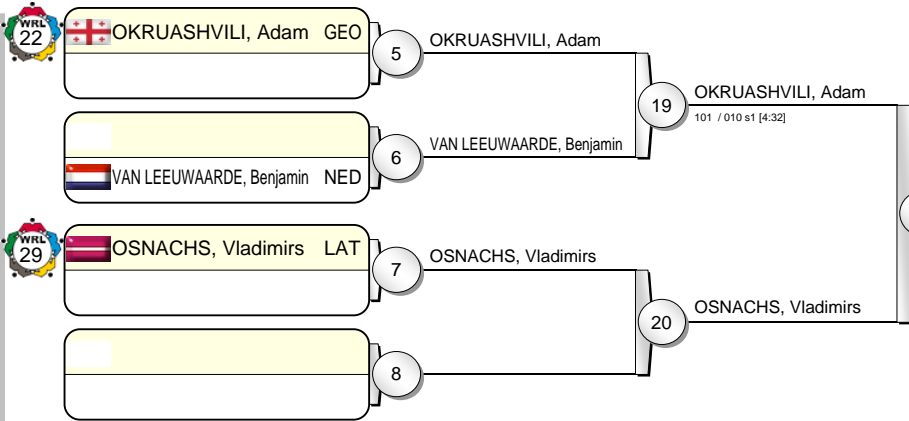 WRL
22
OKRUASHVILI, Adam GEO
5
OKRUASHVILI, Adam
19
OKRUASHVILI, Adam
101 / 010 s1 [4:32]
6
VAN LEEUWAARDE, Benjamin
VAN LEEUWAARDE, Benjamin NED
WRL
29
OSNACHS, Vladimirs LAT
7
OSNACHS, Vladimirs
20
OSNACHS, Vladimirs
8